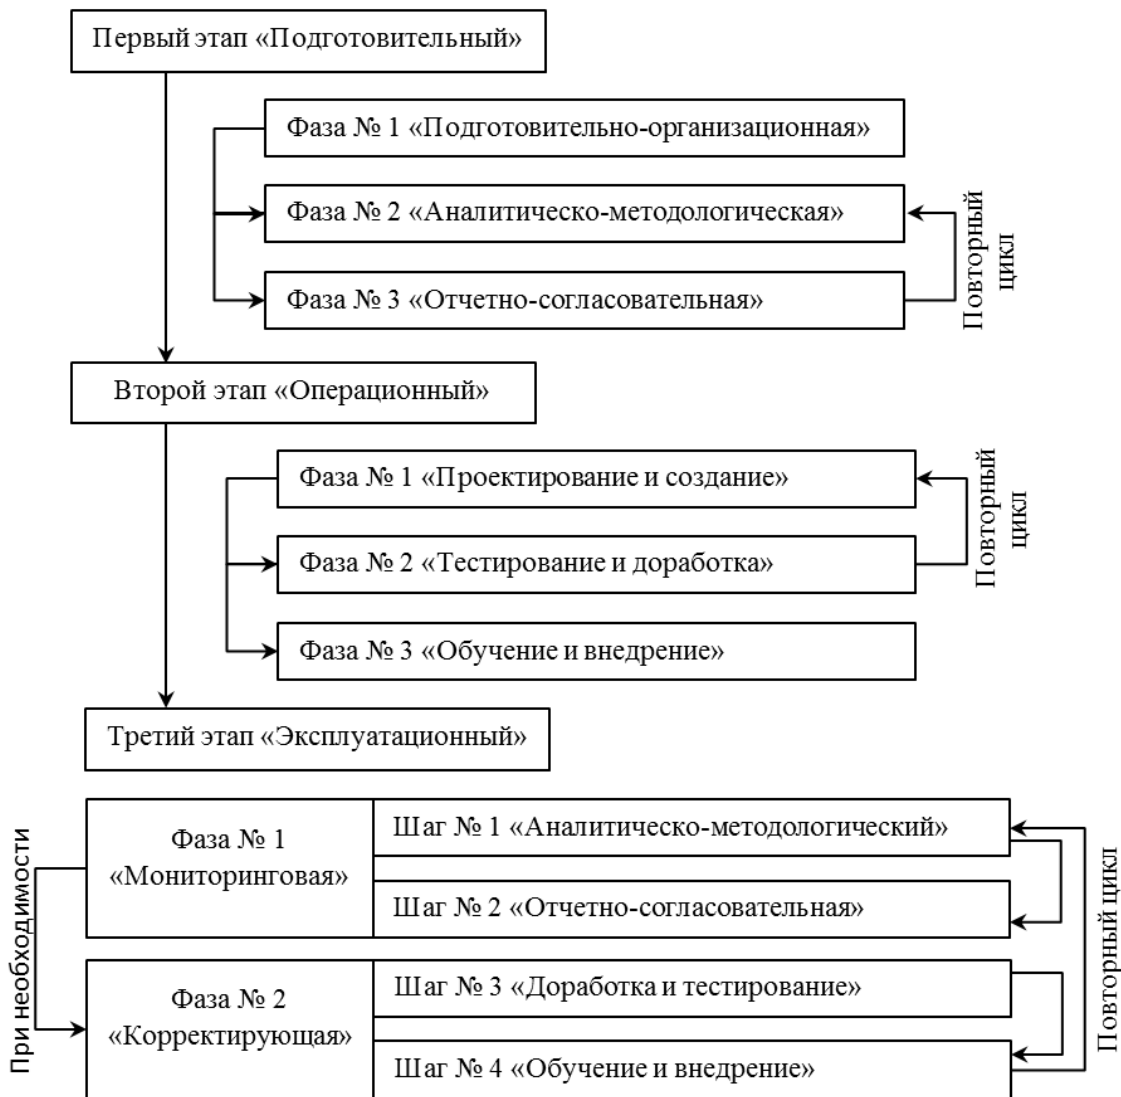 Первый этап «Подготовительный»
Фаза № 1 «Подготовительно-организационная»
Фаза № 2 «Аналитическо-методологическая»
Фаза № 3 «Отчетно-согласовательная»
Повторный
цикл
Второй этап «Операционный»
Фаза № 1 «Проектирование и создание»
Фаза № 2 «Тестирование и доработка»
Фаза № 3 «Обучение и внедрение»
Повторный
цикл
Третий этап «Эксплуатационный»
При необходимости
Фаза № 1
«Мониторинговая»
Шаг № 1 «Аналитическо-методологический»
Шаг № 2 «Отчетно-согласовательная»
Фаза № 2
«Корректирующая»
Шаг № 3 «Доработка и тестирование»
Шаг № 4 «Обучение и внедрение»
Повторный цикл